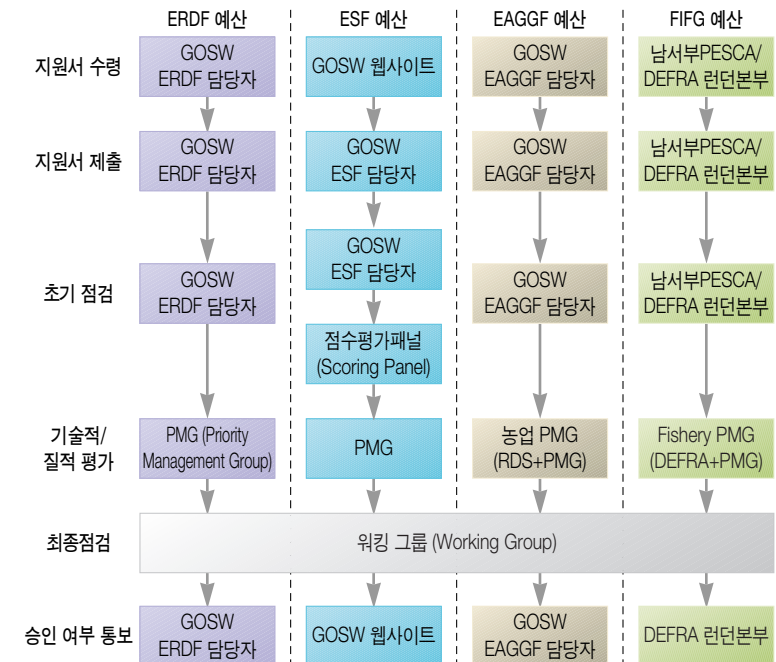 ERDF 예산
ESF 예산
EAGGF 예산
FIFG 예산
지원서 수령
GOSW
ERDF 담당자
GOSW 웹사이트
GOSW
EAGGF 담당자
남서부PESCA/
DEFRA 런던본부
지원서 제출
GOSW
ERDF 담당자
GOSW
ESF 담당자
GOSW
EAGGF 담당자
남서부PESCA/
DEFRA 런던본부
초기 점검
GOSW
ERDF 담당자
GOSW
ESF 담당자
점수평가패널
(Scoring Panel)
GOSW
EAGGF 담당자
남서부PESCA/
DEFRA 런던본부
기술적/
질적 평가
PMG (Priority
Management Group)
PMG
농업 PMG
(RDS+PMG)
Fishery PMG
(DEFRA+PMG)
최종점검
워킹 그룹 (Working Group)
승인 여부 통보
GOSW
ERDF 담당자
GOSW 웹사이트
GOSW
EAGGF 담당자
DEFRA 런던본부